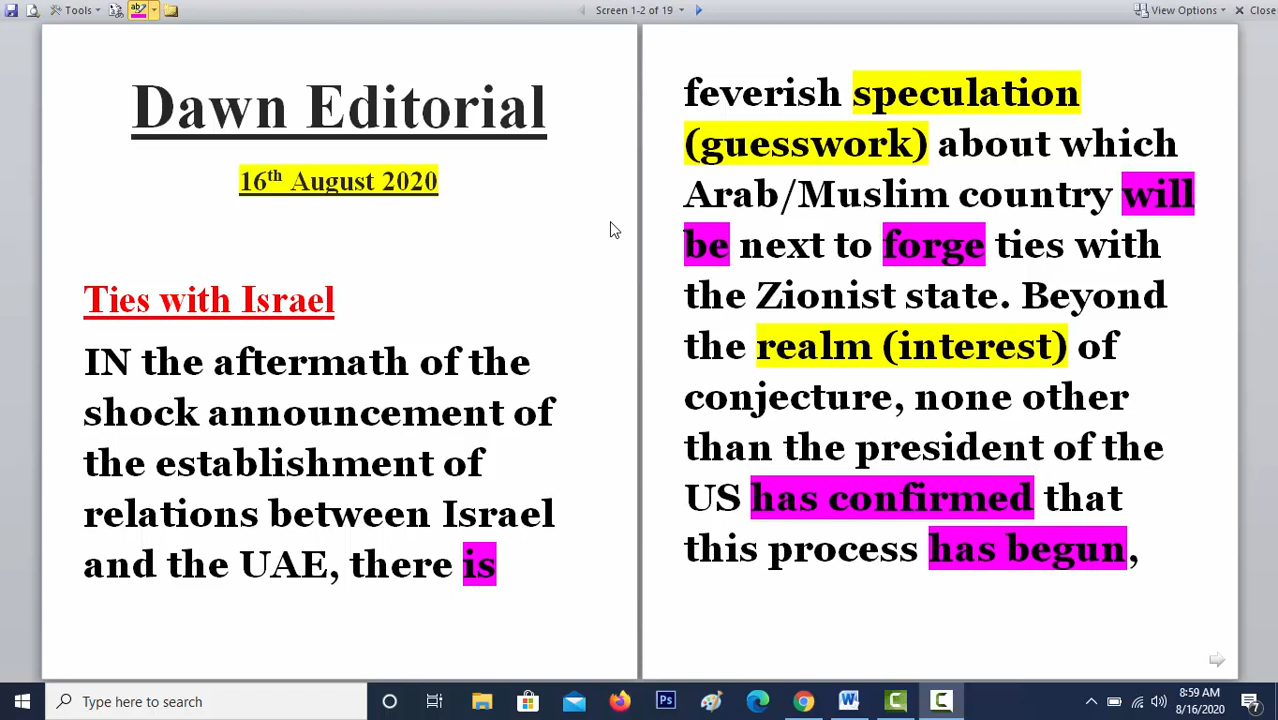 Tools
Screen 1-2 of 19
View Options
Close
Dawn Editorial
16th August 2020
Ties with Israel
IN the aftermath of the
shock announcement of
the establishment of
relations between Israel
and the UAE, there is
feverish speculation
(guesswork) about which
Arab/Muslim country will
be next to forge ties with
the Zionist state. Beyond
the realm (interest) of
conjecture, none other
than the president of the
US has confirmed that
this process has begun,
Type here to search
Ps
8:59 AM
8/16/2020
7